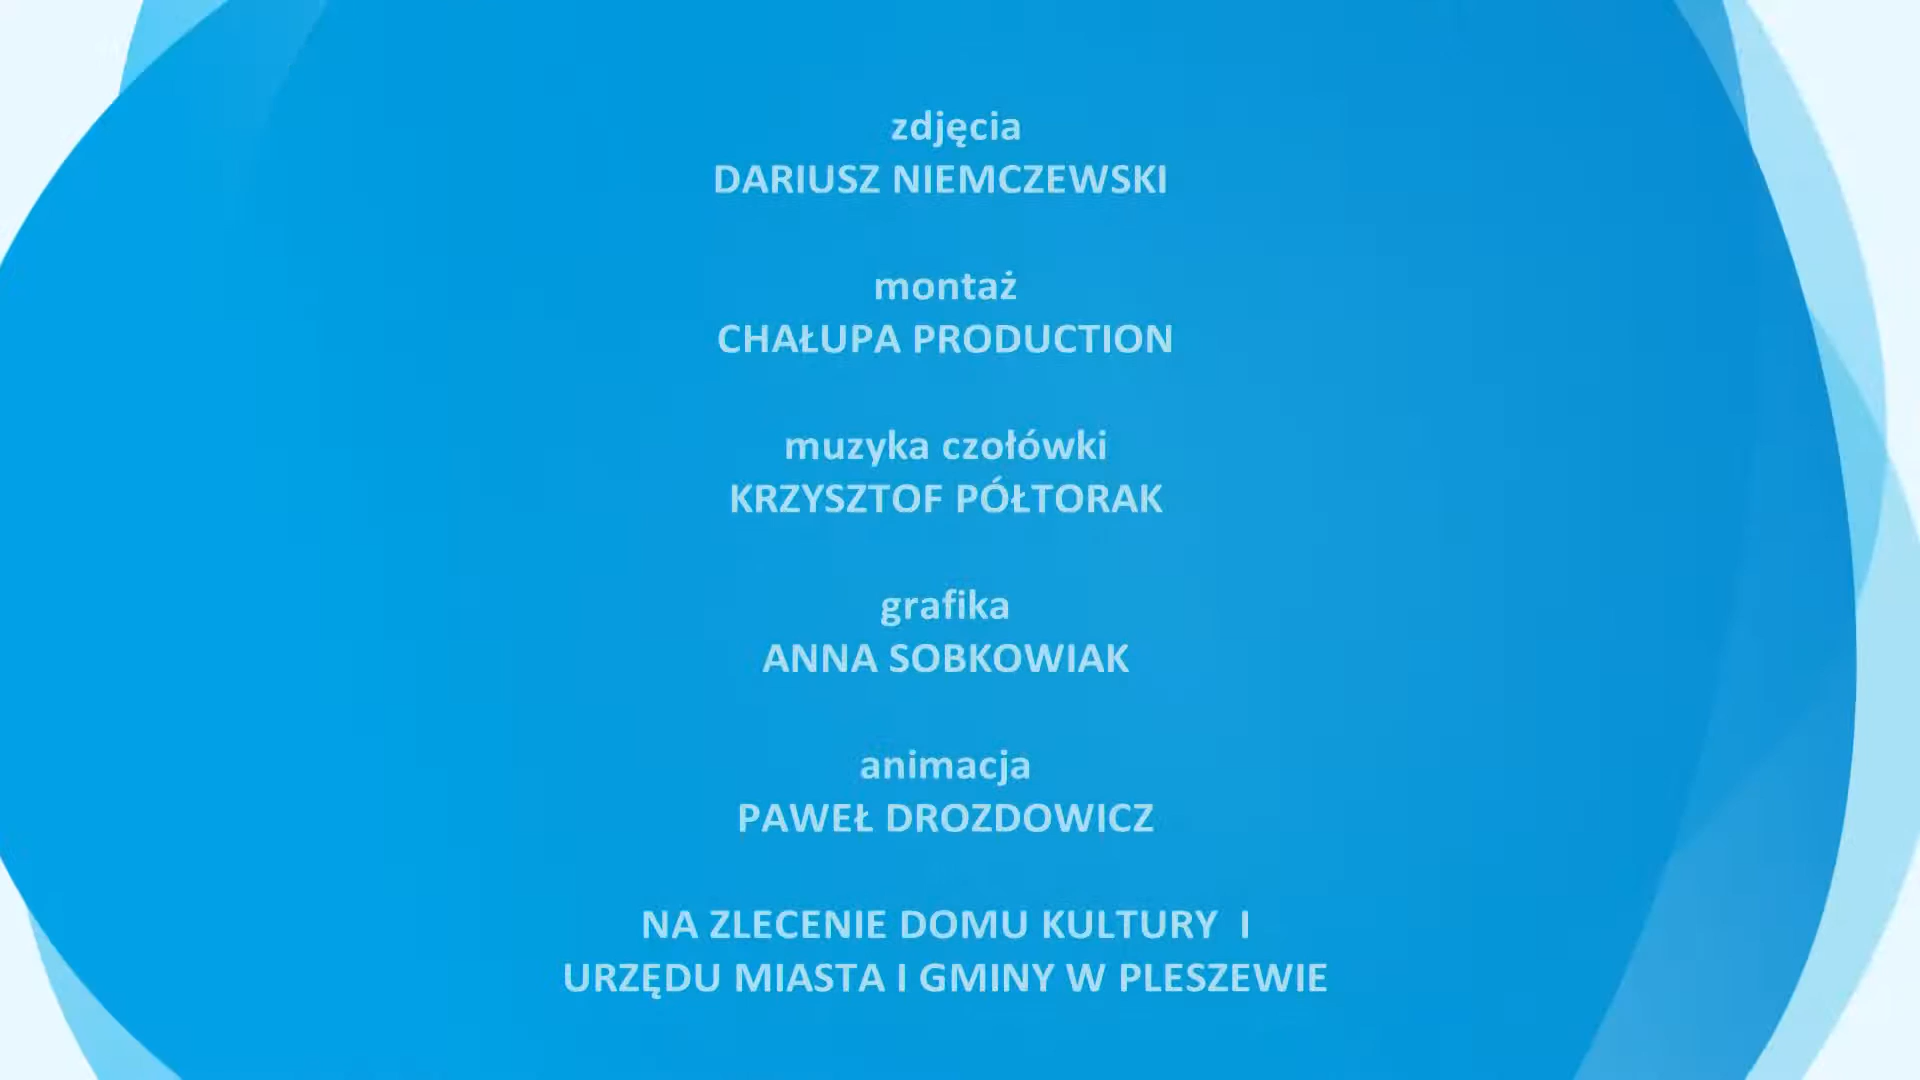 zdjęcia
DARIUSZ NIEMCZEWSKI
montaż
CHAŁUPA PRODUCTION
muzyka czołówki
KRZYSZTOF PÓŁTORAK
grafika
ANNA SOBKOWIAK
animacja
PAWEŁ DROZDOWICZ
NA ZLECENIE DOMU KULTURY I
URZĘDU MIASTA I GMINY W PLESZEWIE